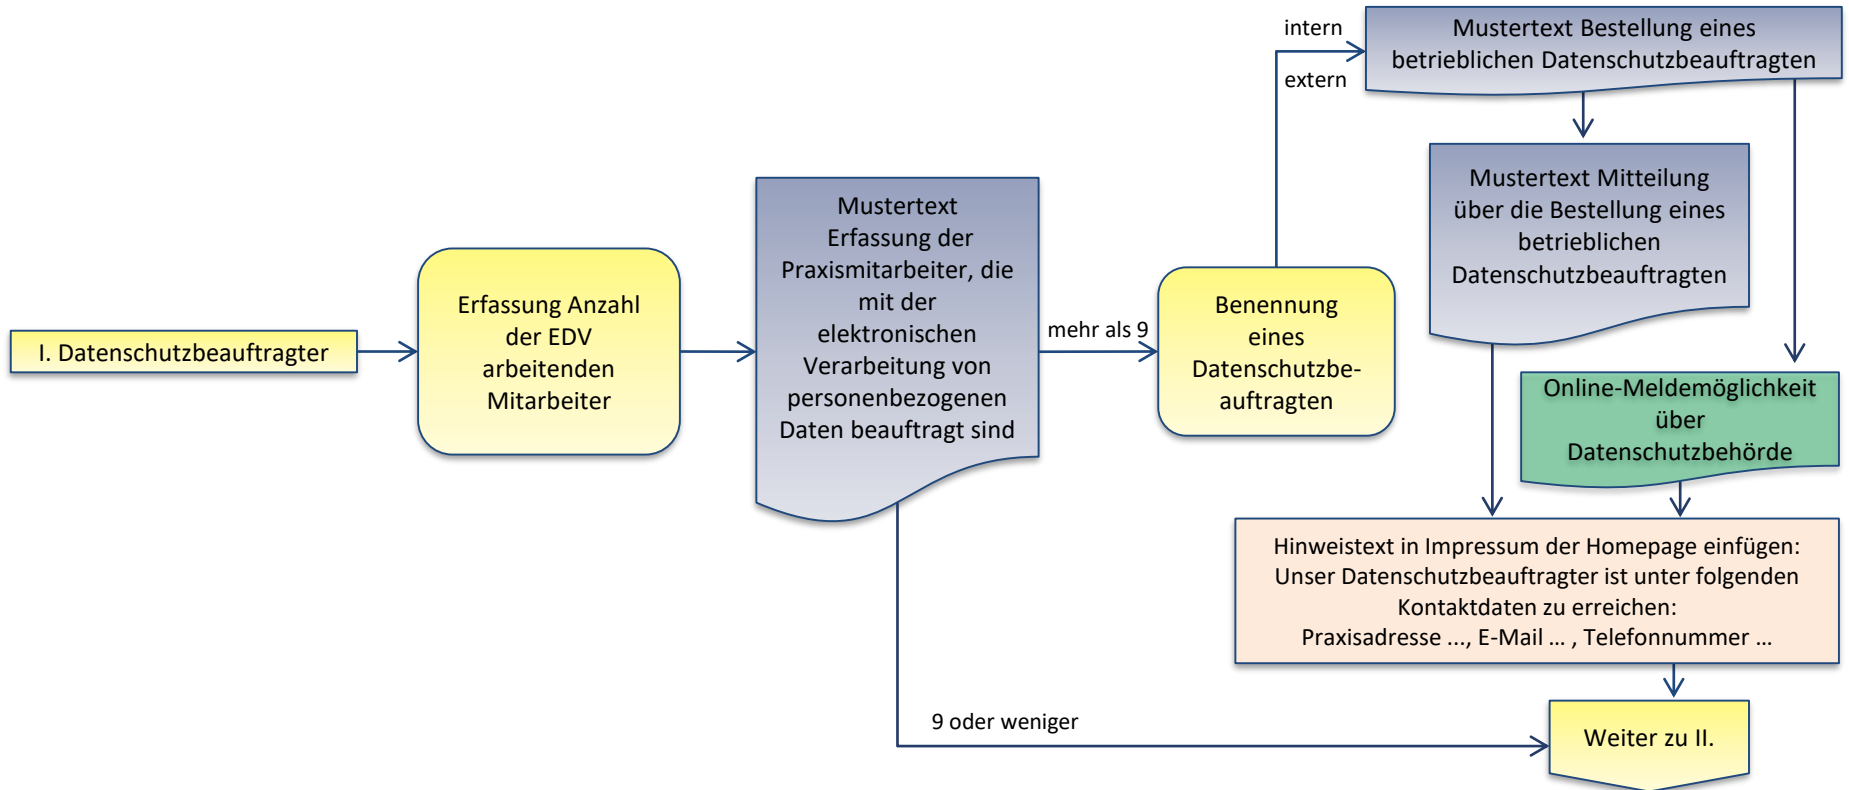 I. Datenschutzbeauftragter
Erfassung Anzahl
der EDV
arbeitenden
Mitarbeiter
Mustertext
Erfassung der
Praxismitarbeiter, die
mit der
elektronischen
Verarbeitung von
personenbezogenen
Daten beauftragt sind
mehr als 9
9 oder weniger
Benennung
eines
Datenschutzbe-
auftragten
intern
extern
Mustertext Bestellung eines
betrieblichen Datenschutzbeauftragten
Mustertext Mitteilung
über die Bestellung eines
betrieblichen
Datenschutzbeauftragten
Online-Meldemöglichkeit
über
Datenschutzbehörde
Hinweistext in Impressum der Homepage einfügen:
Unser Datenschutzbeauftragter ist unter folgenden
Kontaktdaten zu erreichen:
Praxisadresse ..., E-Mail ... , Telefonnummer ...
Weiter zu II.